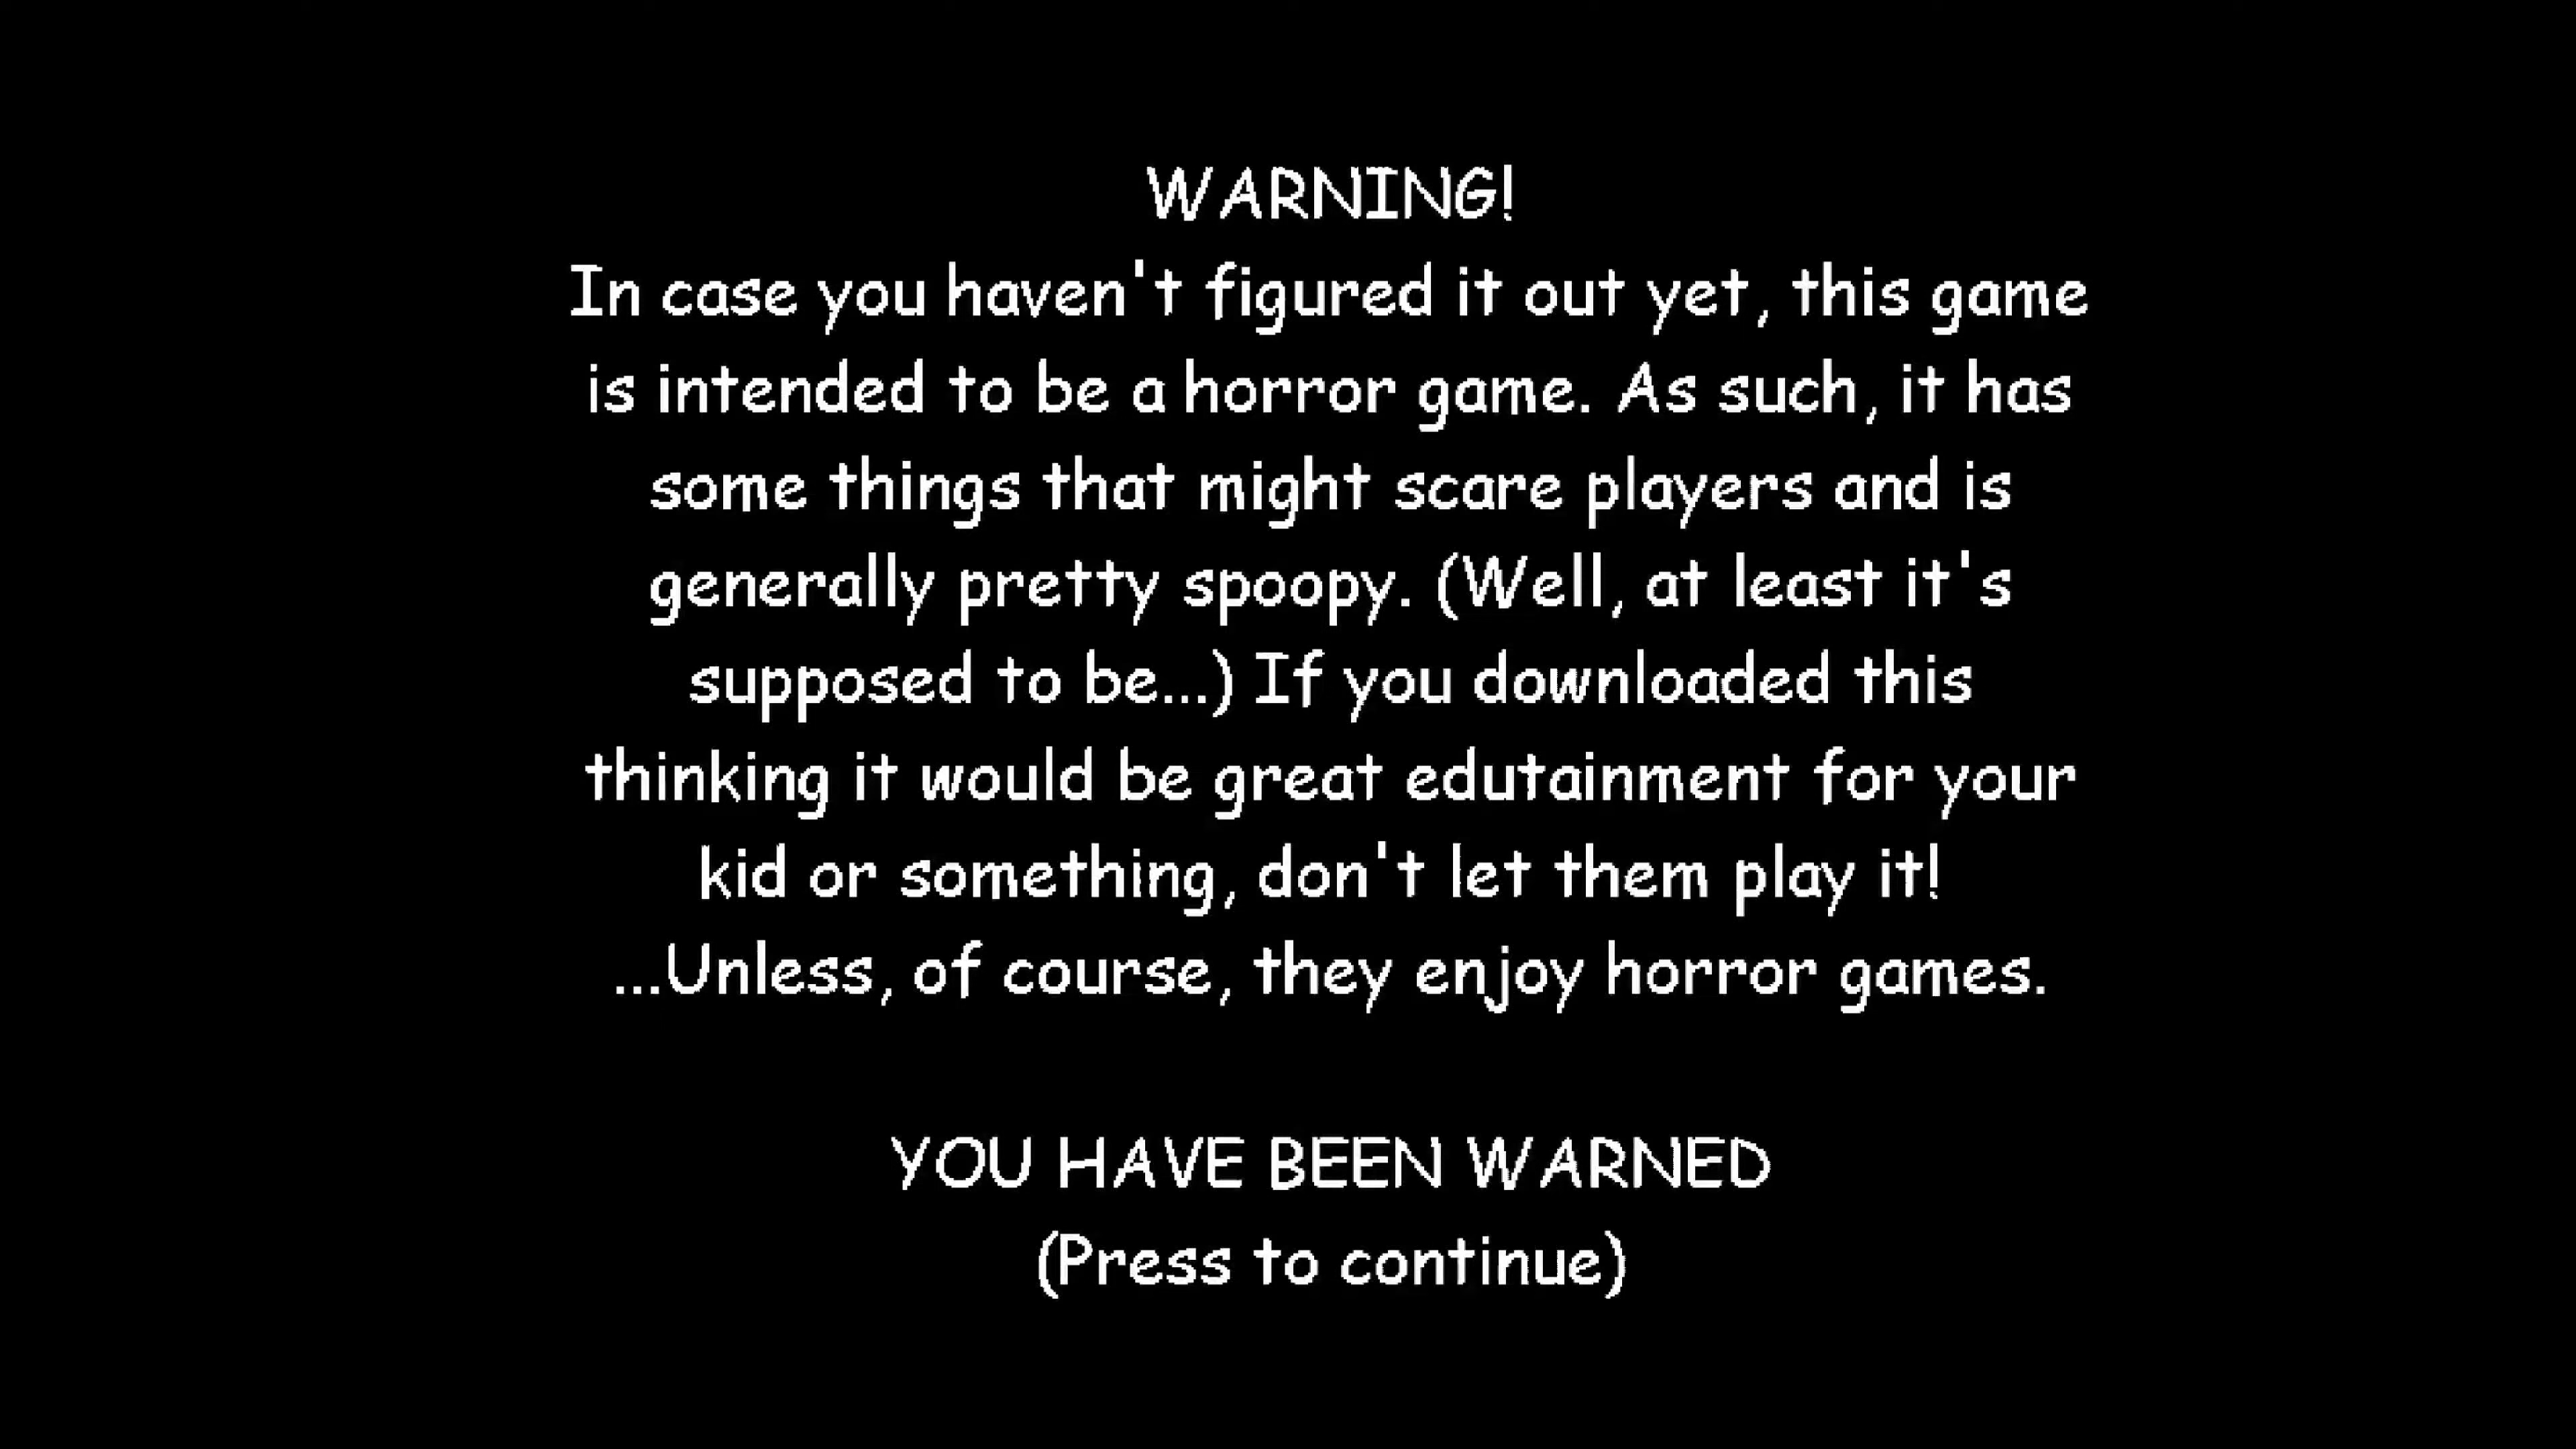 WARNING!
In case you haven't figured it out yet, this game
is intended to be a horror game. As such, it has
some things that might scare players and is
generally pretty spoopy. (Well, at least it's
supposed to be...) If you downloaded this
thinking it would be great edutainment for your
kid or something, don't let them play it!
...Unless, of course, they enjoy horror games.
YOU HAVE BEEN WARNED
(Press to continue)